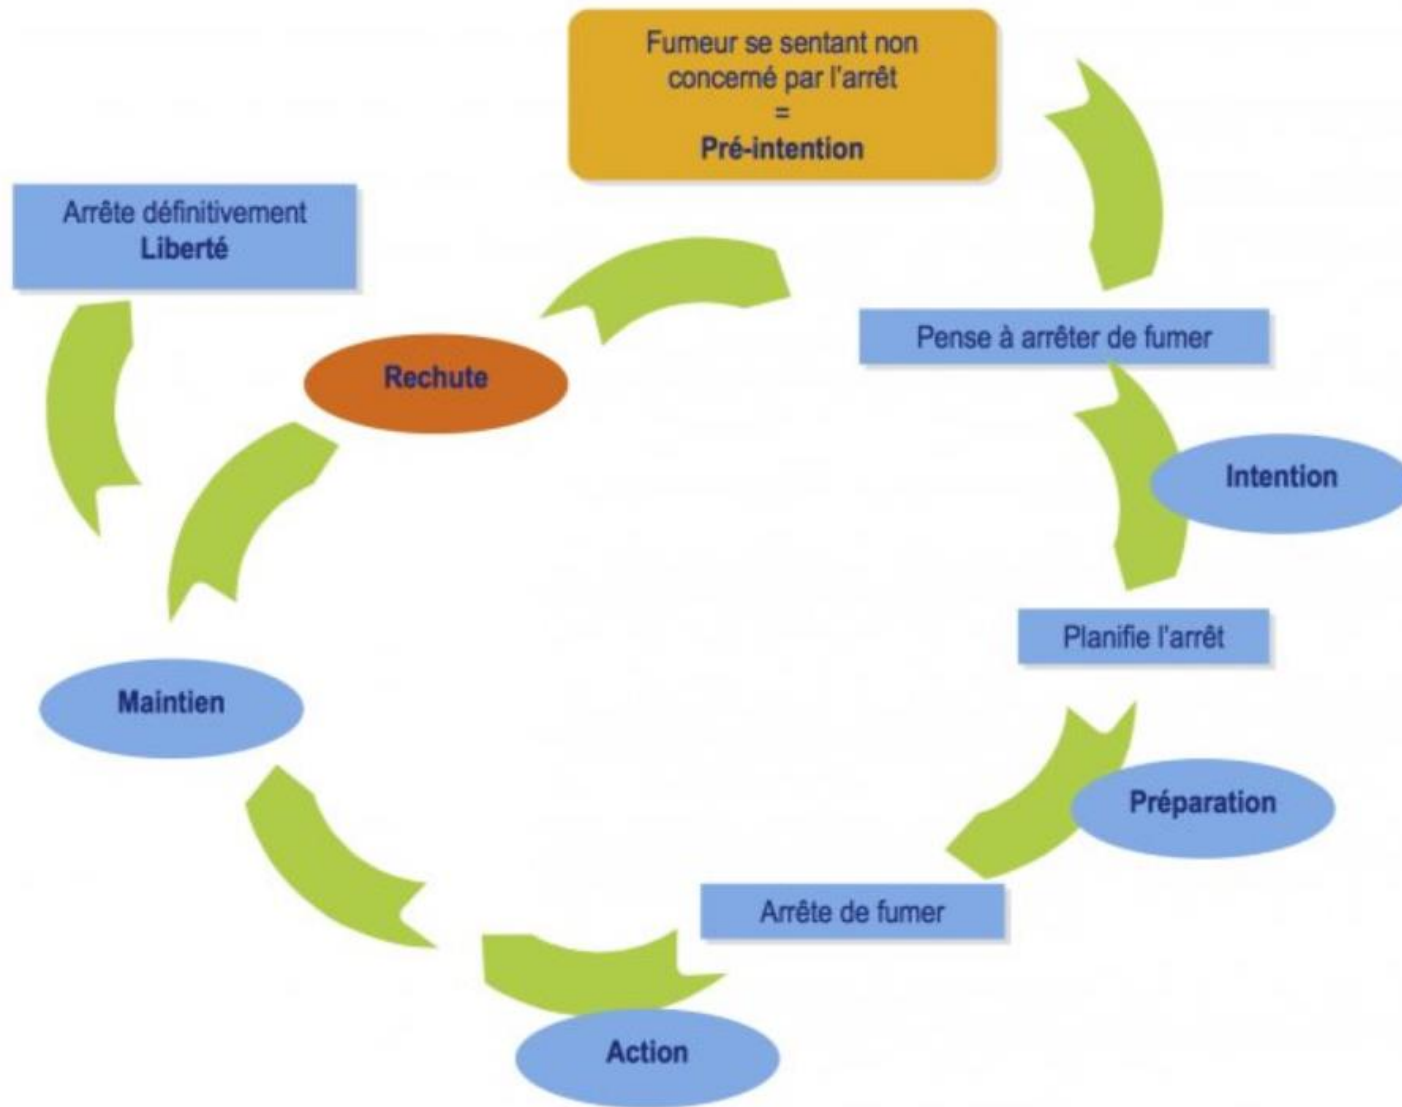 Fumeur se sentant non
concerné par l'arrêt
=
Pré-intention
Arrête définitivement
Liberté
Pense à arrêter de fumer
Rechute
Intention
Planifie l'arrêt
Maintien
Préparation
Arrête de fumer
Action